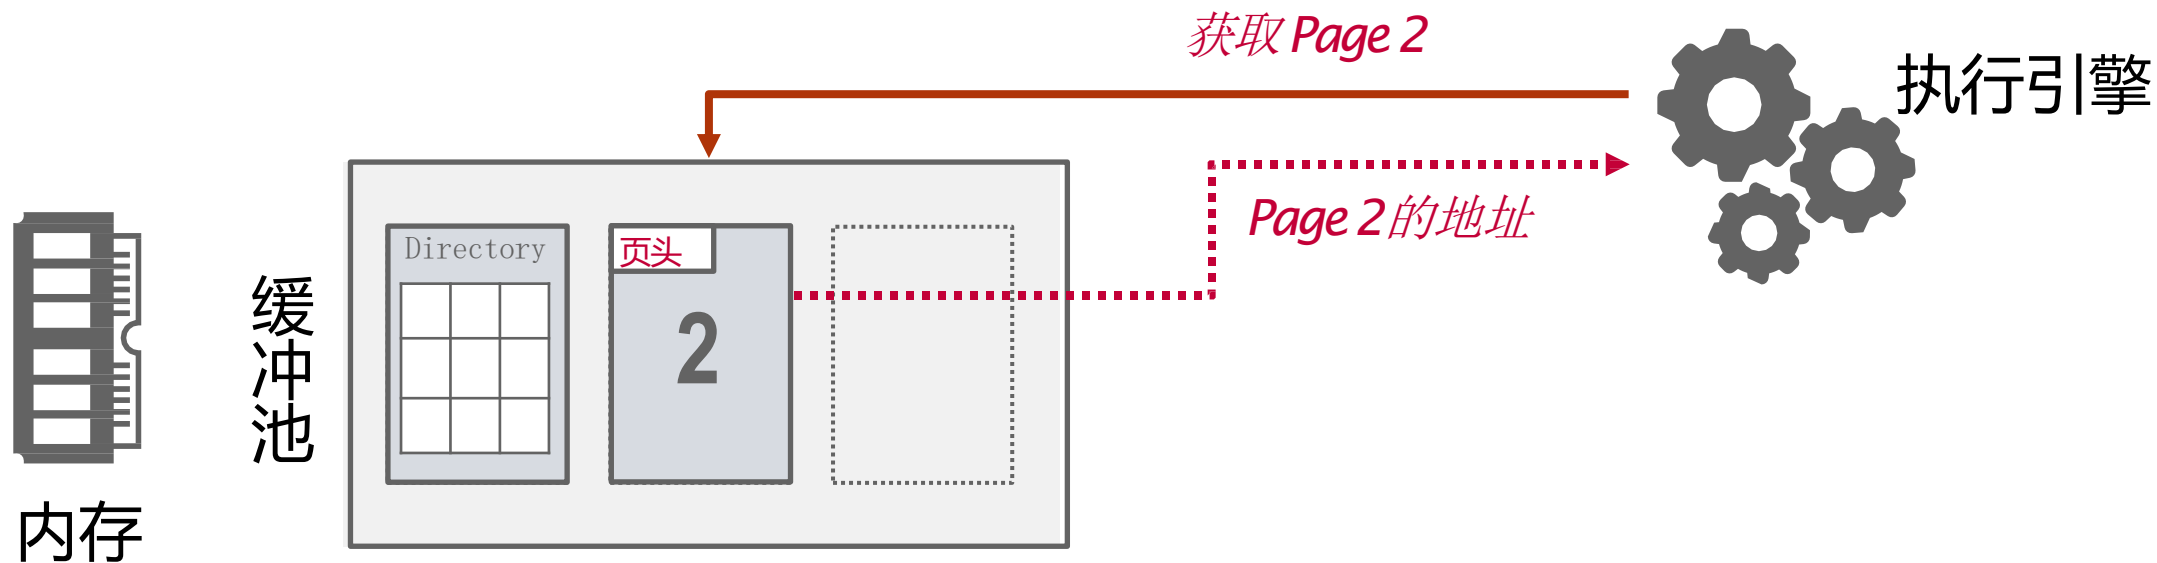 获取 Page 2
执行引擎
Page 2的地址
Directory
页头
2
缓冲池
内存